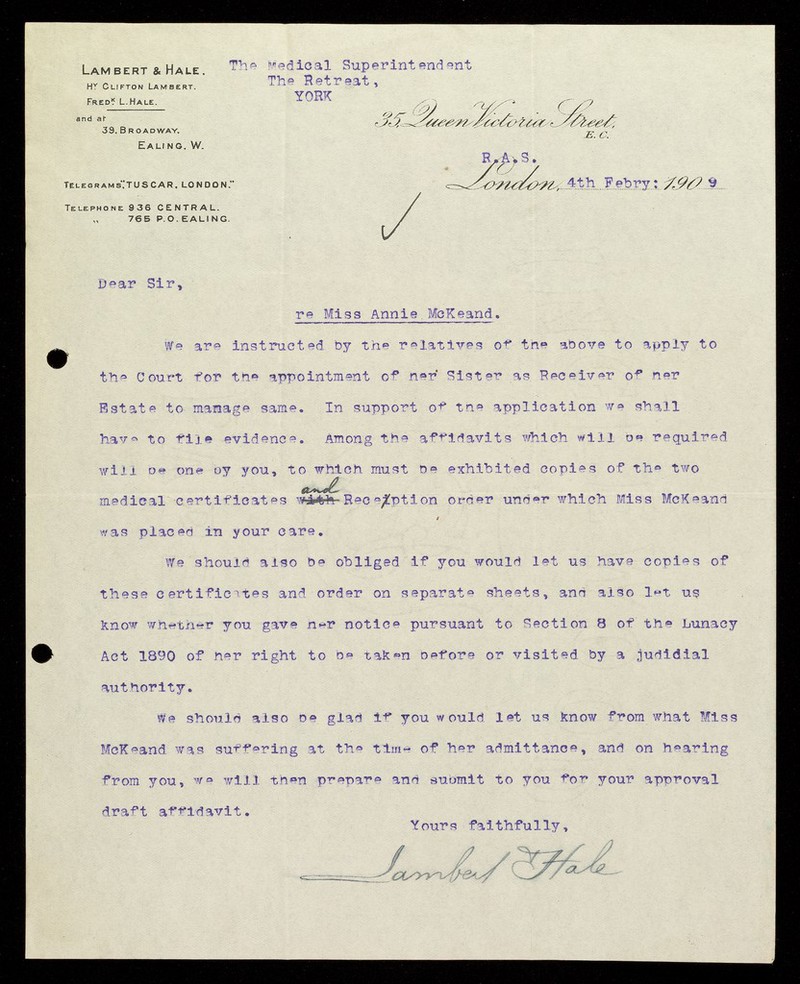 LAMBERT & HALE.
HY CLIFTON LAMBERT.
FREDK L. HALE.
and at
39, BROADWAY.
EALING. W.
TELEGRAMS, "TUSCAR, LONDON."
TELEPHONE 936 CENTRAL.
„ 765 P.O. EALING.
The Medical Superintendent
The Retreat,
YORK
35, Queen Victoria Street,
E.C.
R.A.S.
London, 4th Febry: 1909
Dear Sir,
re Miss Annie McKeand.
We are instructed by the relatives of the above to apply to
the Court for the appointment of her Sister as Receiver of her
Estate to manage same. In support of the application we shall
have to file evidence. Among the affidavits which will be required
will be one by you, to which must be exhibited copies of the two
and
medical certificates with Reception order under which Miss McKeand
was placed in your care.
We should also be obliged if you would let us have copies of
these certificates and order on separate sheets, and also let us
know whether you gave her notice pursuant to Section 8 of the Lunacy
Act 1890 of her right to be taken before or visited by a judidial
authority.
We should also be glad if you would let us know from what Miss
McKeand was suffering at the time of her admittance, and on hearing
from you, we will then prepare and submit to you for your approval
draft affidavit.
Yours faithfully,
Lambert & Hale